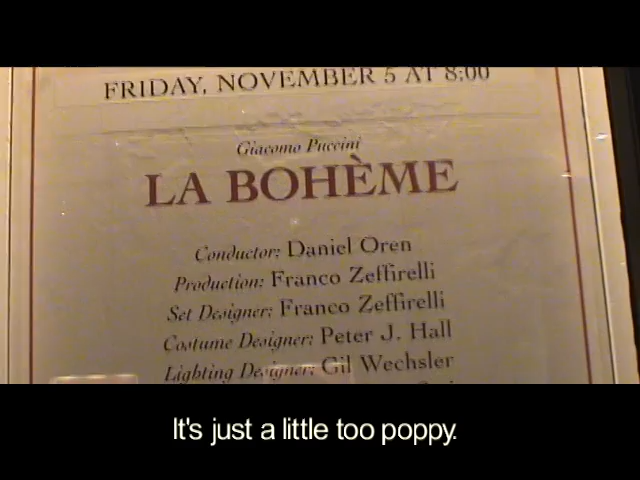 FRIDAY, NOVEMBER 5 AT 8:00
Giacomo Puccini
LA BOHÈME
Conductor: Daniel Oren
Production: Franco Zeffirelli
Set Designer: Franco Zeffirelli
Costume Designer: Peter J. Hall
Lighting Designer: Gil Wechsler
It's just a little too poppy.